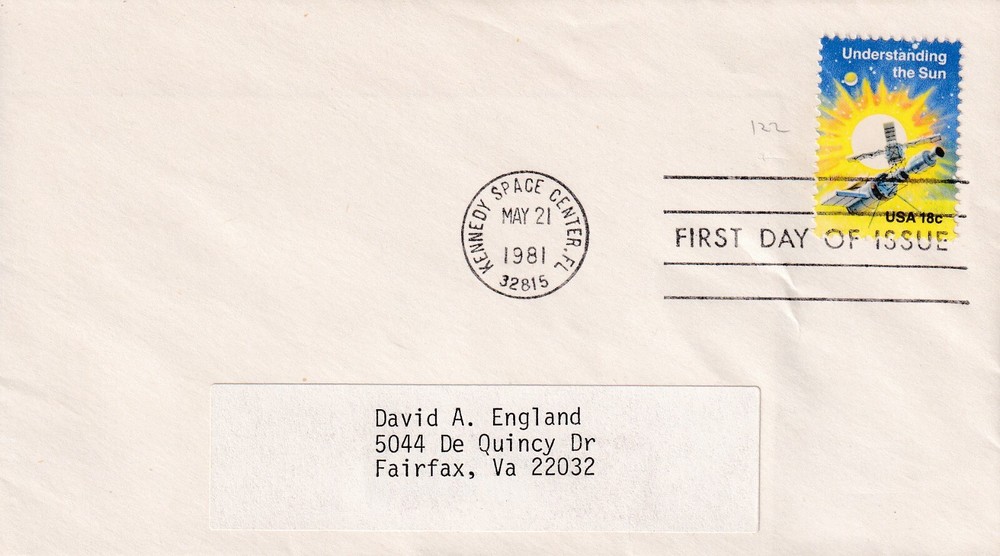 Understanding
the Sun
122
USA 18c
KENNEDY SPACE CENTER, FL
MAY 21
1981
32815
FIRST DAY OF ISSUE
David A. England
5044 De Quincy Dr
Fairfax, Va 22032